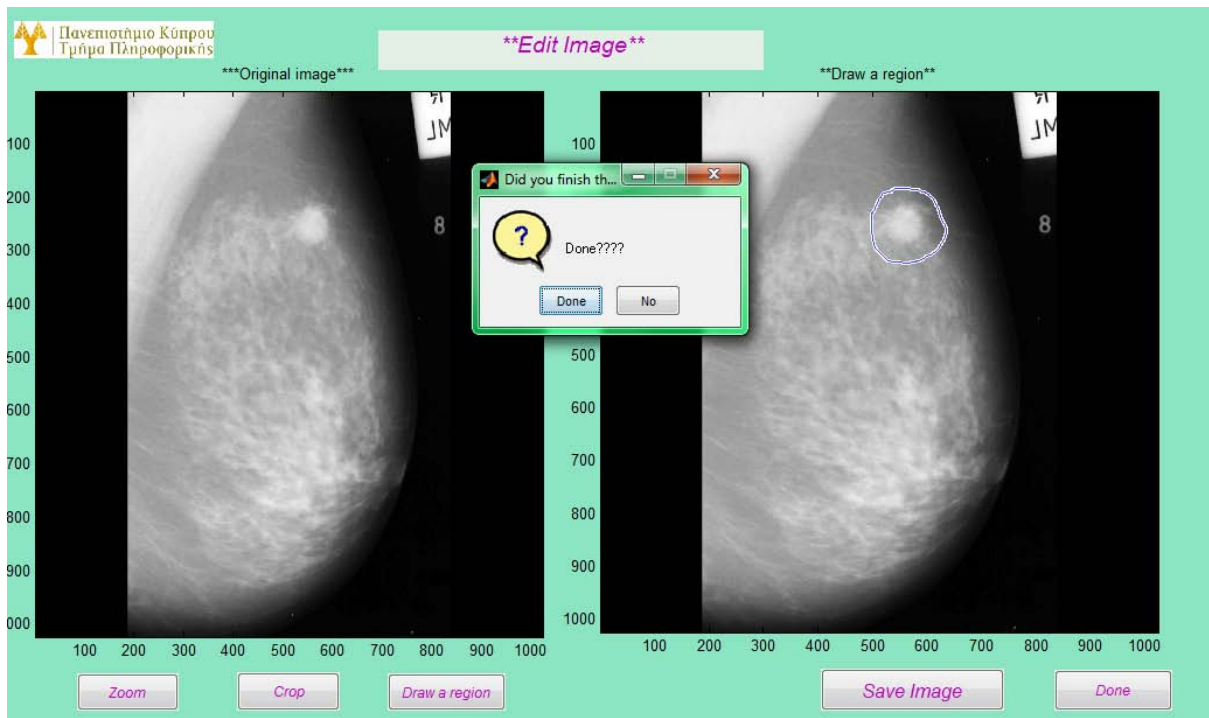 Πανεπιστήμιο Κύπρου
Τμήμα Πληροφορικής
**Edit Image**
***Original image***
**Draw a region**
JM
8
100
200
300
400
500
600
700
800
900
000
100 200 300 400 500 600 700 800 900 1000
Did you finish th...
?
Done????
Done
No
JM
8
100
500
600
700
800
900
1000
100 200 300 400 500 600 700 800 900 1000
Zoom
Crop
Draw a region
Save Image
Done